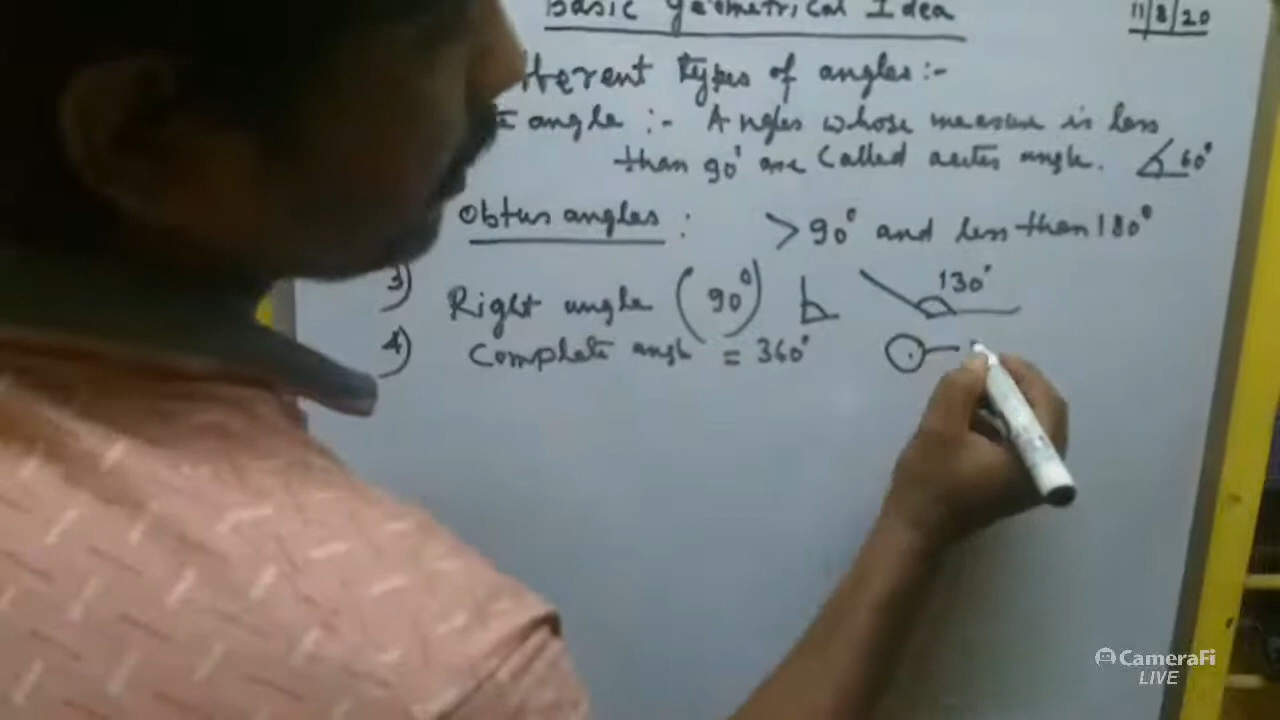 Basic Geometrical Idea
11/8/20
fferent types of angles:-
te angle :- Angles whose measure is less
than 90° are called acutes angle. 60°
Obtus angles : > 90° and less than 180°
3) Right angle (90°) 130°
4) Complete angle = 360°
CameraFi
LIVE